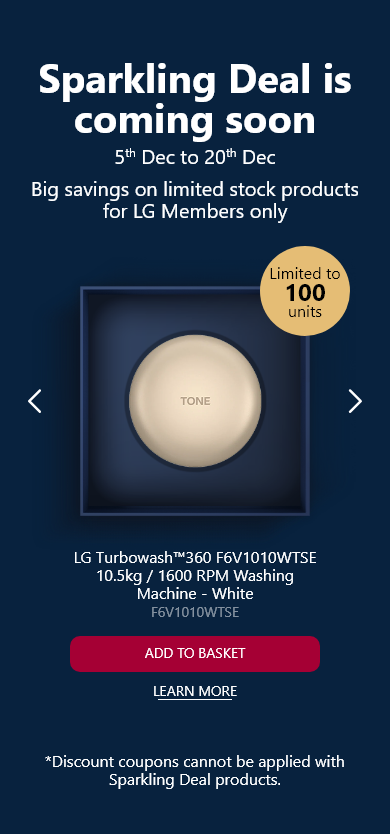 Sparkling Deal is
coming soon
5th Dec to 20th Dec
Big savings on limited stock products
for LG Members only
Limited to
100
units
TONE
LG Turbowash™360 F6V1010WTSE
10.5kg / 1600 RPM Washing
Machine - White
F6V1010WTSE
ADD TO BASKET
LEARN MORE
*Discount coupons cannot be applied with
Sparkling Deal products.